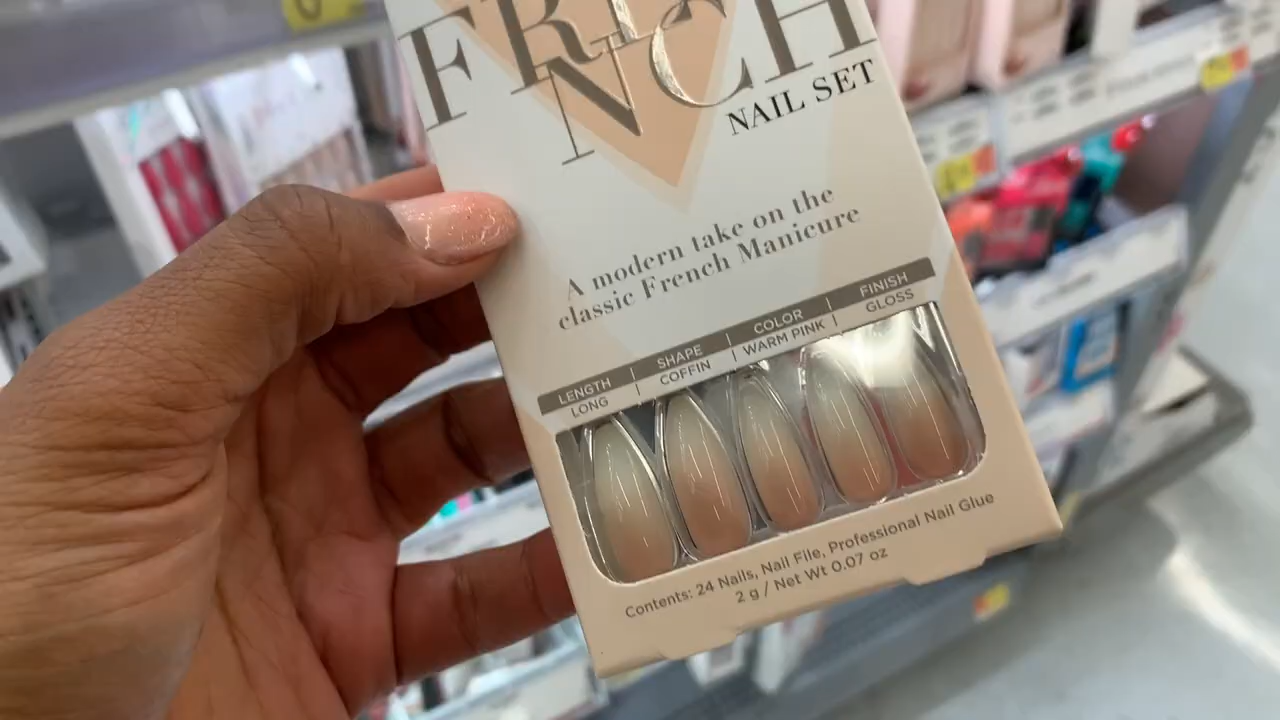 FRENCH
NAIL SET
A modern take on the
classic French Manicure
LENGTH | SHAPE | COLOR | FINISH
LONG | COFFIN | WARM PINK | GLOSS
Contents: 24 Nails, Nail File, Professional Nail Glue
2 g / Net Wt 0.07 oz